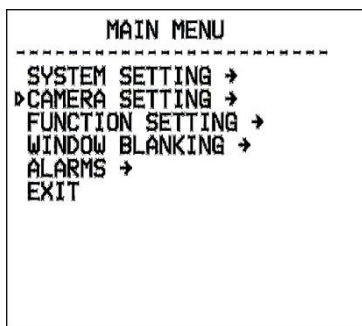 MAIN MENU
SYSTEM SETTING →
▷CAMERA SETTING →
FUNCTION SETTING →
WINDOW BLANKING →
ALARMS →
EXIT